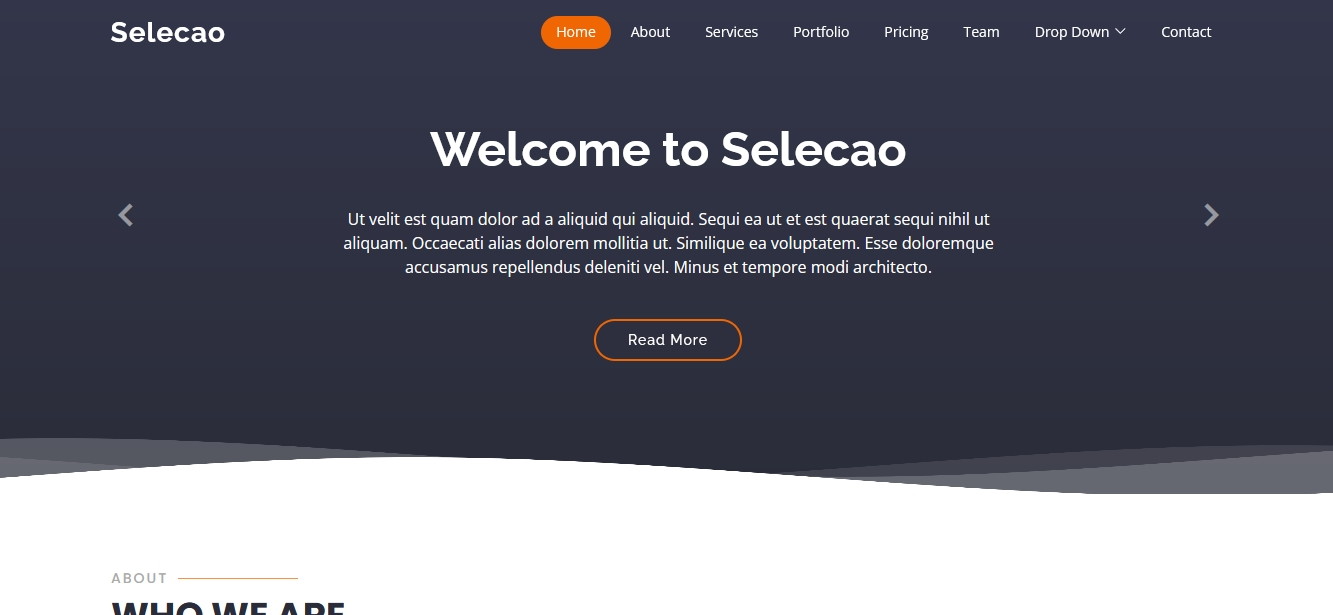 Selecao
Home About Services Portfolio Pricing Team Drop Down Contact
Welcome to Selecao
Ut velit est quam dolor ad a aliquid qui aliquid. Sequi ea ut et est quaerat sequi nihil ut
aliquam. Occaecati alias dolorem mollitia ut. Similique ea voluptatem. Esse doloremque
accusamus repellendus deleniti vel. Minus et tempore modi architecto.
Read More
ABOUT
WHO WE ARE